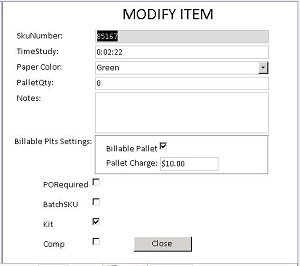 MODIFY ITEM
SkuNumber: 85167
TimeStudy: 0:02:22
Paper Color: Green
PalletQty: 0
Notes:
Billable Plts Settings:
Billable Pallet
Pallet Charge: $10.00
PORequired
BatchSKU
Kit
Comp
Close